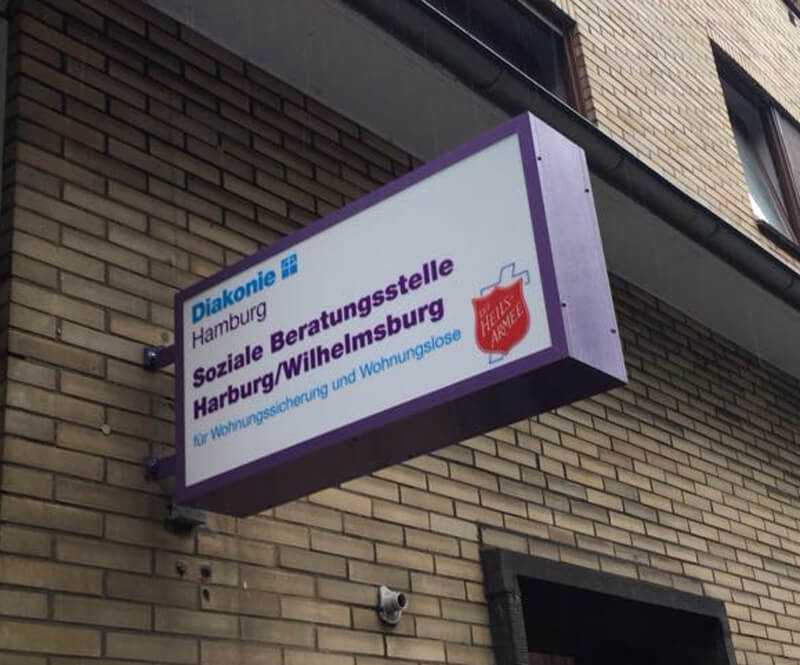 Diakonie
Hamburg
Soziale Beratungsstelle
Harburg/Wilhelmsburg
für Wohnungssicherung und Wohnungslose
DIE
HEILS-
ARMEE